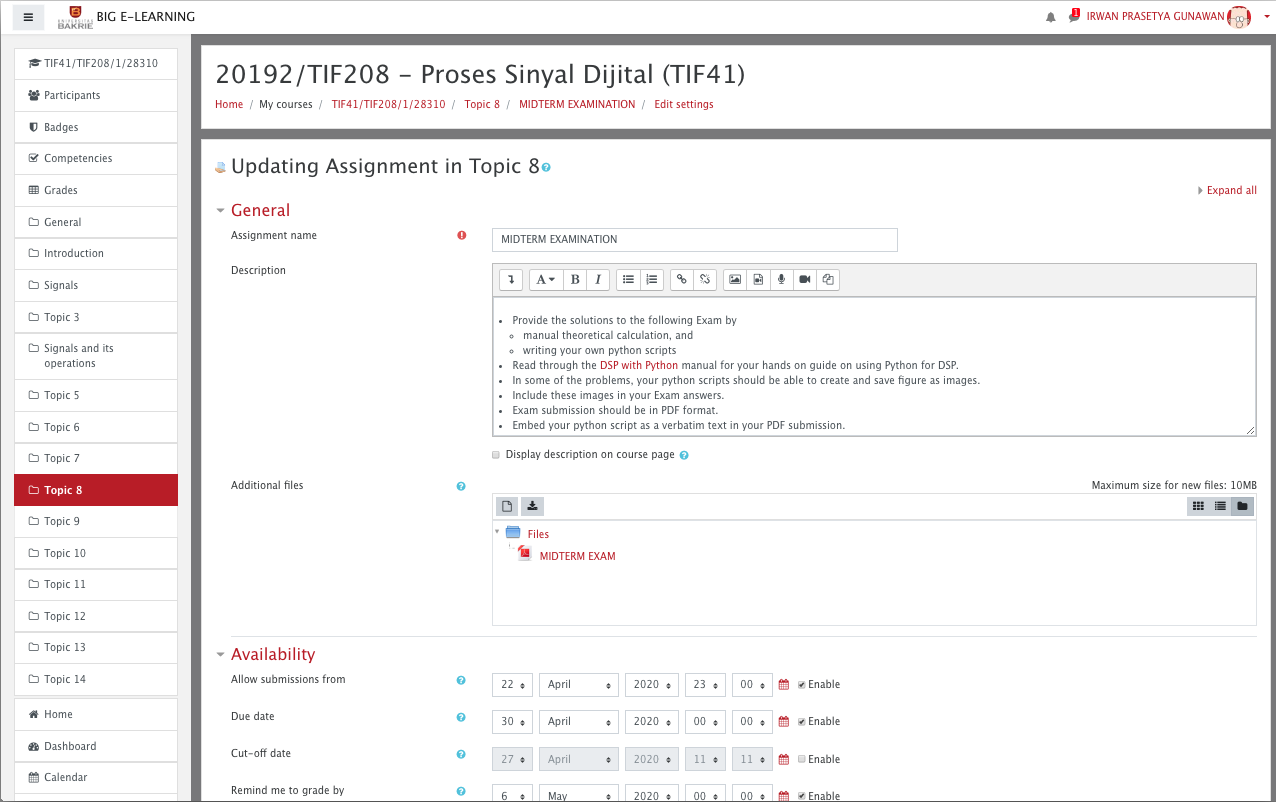 UNIVERSITAS
BAKRIE
BIG E-LEARNING
1
IRWAN PRASETYA GUNAWAN
TIF41/TIF208/1/28310
Participants
Badges
Competencies
Grades
General
Introduction
Signals
Topic 3
Signals and its
operations
Topic 5
Topic 6
Topic 7
Topic 8
Topic 9
Topic 10
Topic 11
Topic 12
Topic 13
Topic 14
Home
Dashboard
Calendar
20192/TIF208 - Proses Sinyal Dijital (TIF41)
Home / My courses / TIF41/TIF208/1/28310 / Topic 8 / MIDTERM EXAMINATION / Edit settings
Updating Assignment in Topic 8
Expand all
General
Assignment name
MIDTERM EXAMINATION
Description
A B I
• Provide the solutions to the following Exam by
◦ manual theoretical calculation, and
◦ writing your own python scripts
• Read through the DSP with Python manual for your hands on guide on using Python for DSP.
• In some of the problems, your python scripts should be able to create and save figure as images.
• Include these images in your Exam answers.
• Exam submission should be in PDF format.
• Embed your python script as a verbatim text in your PDF submission.
Display description on course page
Additional files
Maximum size for new files: 10MB
Files
MIDTERM EXAM
Availability
Allow submissions from
22 April 2020 23 00 Enable
Due date
30 April 2020 00 00 Enable
Cut-off date
27 April 2020 11 11 Enable
Remind me to grade by
6 May 2020 00 00 Enable